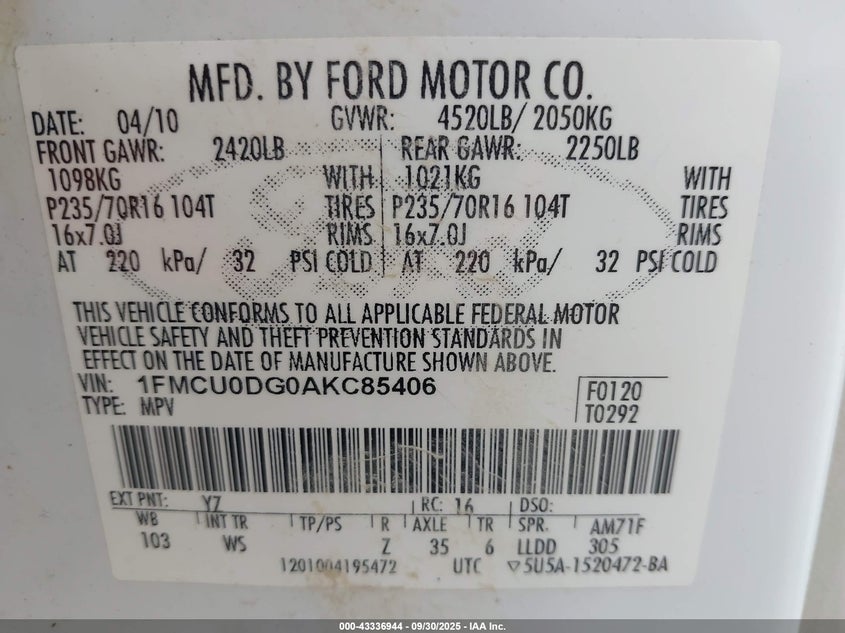 MFD. BY FORD MOTOR CO.
DATE: 04/10 GVWR: 4520LB/ 2050KG
FRONT GAWR: 2420LB REAR GAWR: 2250LB
1098KG WITH 1021KG WITH
P235/70R16 104T TIRES P235/70R16 104T TIRES
16x7.0J RIMS 16x7.0J RIMS
AT 220 kPa/ 32 PSI COLD AT 220 kPa/ 32 PSI COLD
THIS VEHICLE CONFORMS TO ALL APPLICABLE FEDERAL MOTOR
VEHICLE SAFETY AND THEFT PREVENTION STANDARDS IN
EFFECT ON THE DATE OF MANUFACTURE SHOWN ABOVE.
VIN: 1FMCU0DG0AKC85406 F0120
TYPE: MPV T0292
EXT PNT: YZ RC: 16 DSO:
WB INT TR TP/PS R AXLE TR SPR. AM71F
103 WS Z 35 6 LLDD 305
1201004195472 UTC ▽5U5A-1520472-BA
000-43336944 - 09/30/2025 - IAA Inc.